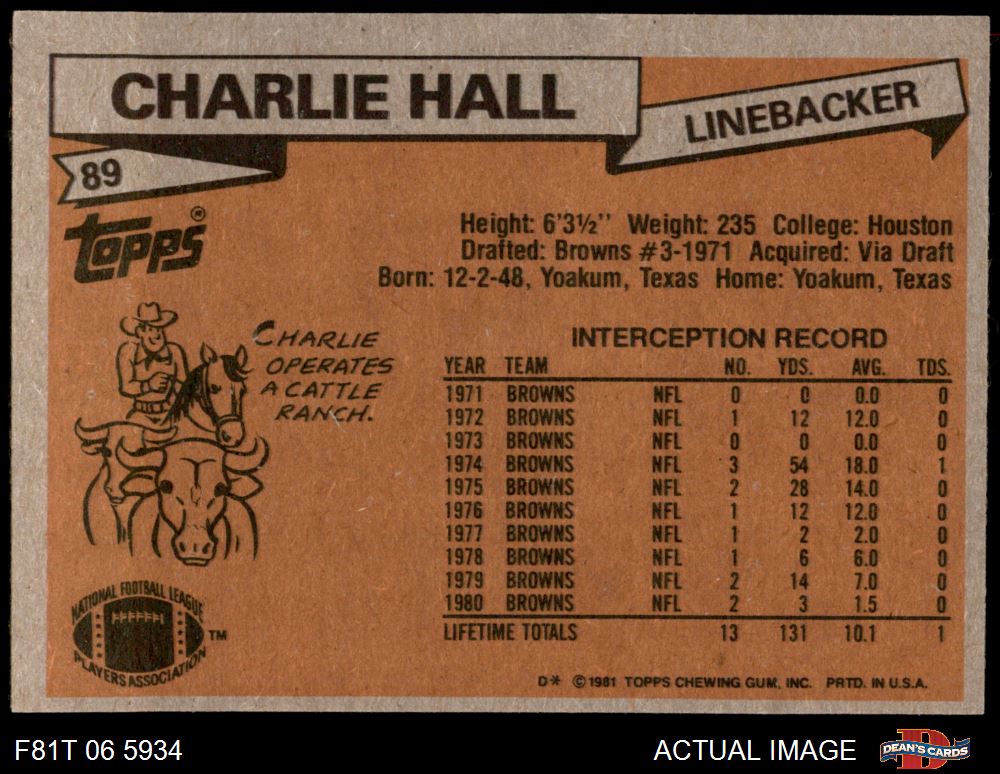 CHARLIE HALL
LINEBACKER
89
TOPPS®
Height: 6'3½" Weight: 235 College: Houston
Drafted: Browns #3-1971 Acquired: Via Draft
Born: 12-2-48, Yoakum, Texas Home: Yoakum, Texas
CHARLIE
OPERATES
A CATTLE
RANCH.
INTERCEPTION RECORD
YEAR TEAM NO. YDS. AVG. TDS.
1971 BROWNS NFL 0 0 0.0 0
1972 BROWNS NFL 1 12 12.0 0
1973 BROWNS NFL 0 0 0.0 0
1974 BROWNS NFL 3 54 18.0 1
1975 BROWNS NFL 2 28 14.0 0
1976 BROWNS NFL 1 12 12.0 0
1977 BROWNS NFL 1 2 2.0 0
1978 BROWNS NFL 1 6 6.0 0
1979 BROWNS NFL 2 14 7.0 0
1980 BROWNS NFL 2 3 1.5 0
LIFETIME TOTALS 13 131 10.1 1
NATIONAL FOOTBALL LEAGUE
PLAYERS ASSOCIATION
TM
D* © 1981 TOPPS CHEWING GUM, INC. PRTD. IN U.S.A.
F81T 06 5934
ACTUAL IMAGE
DEAN'S CARDS